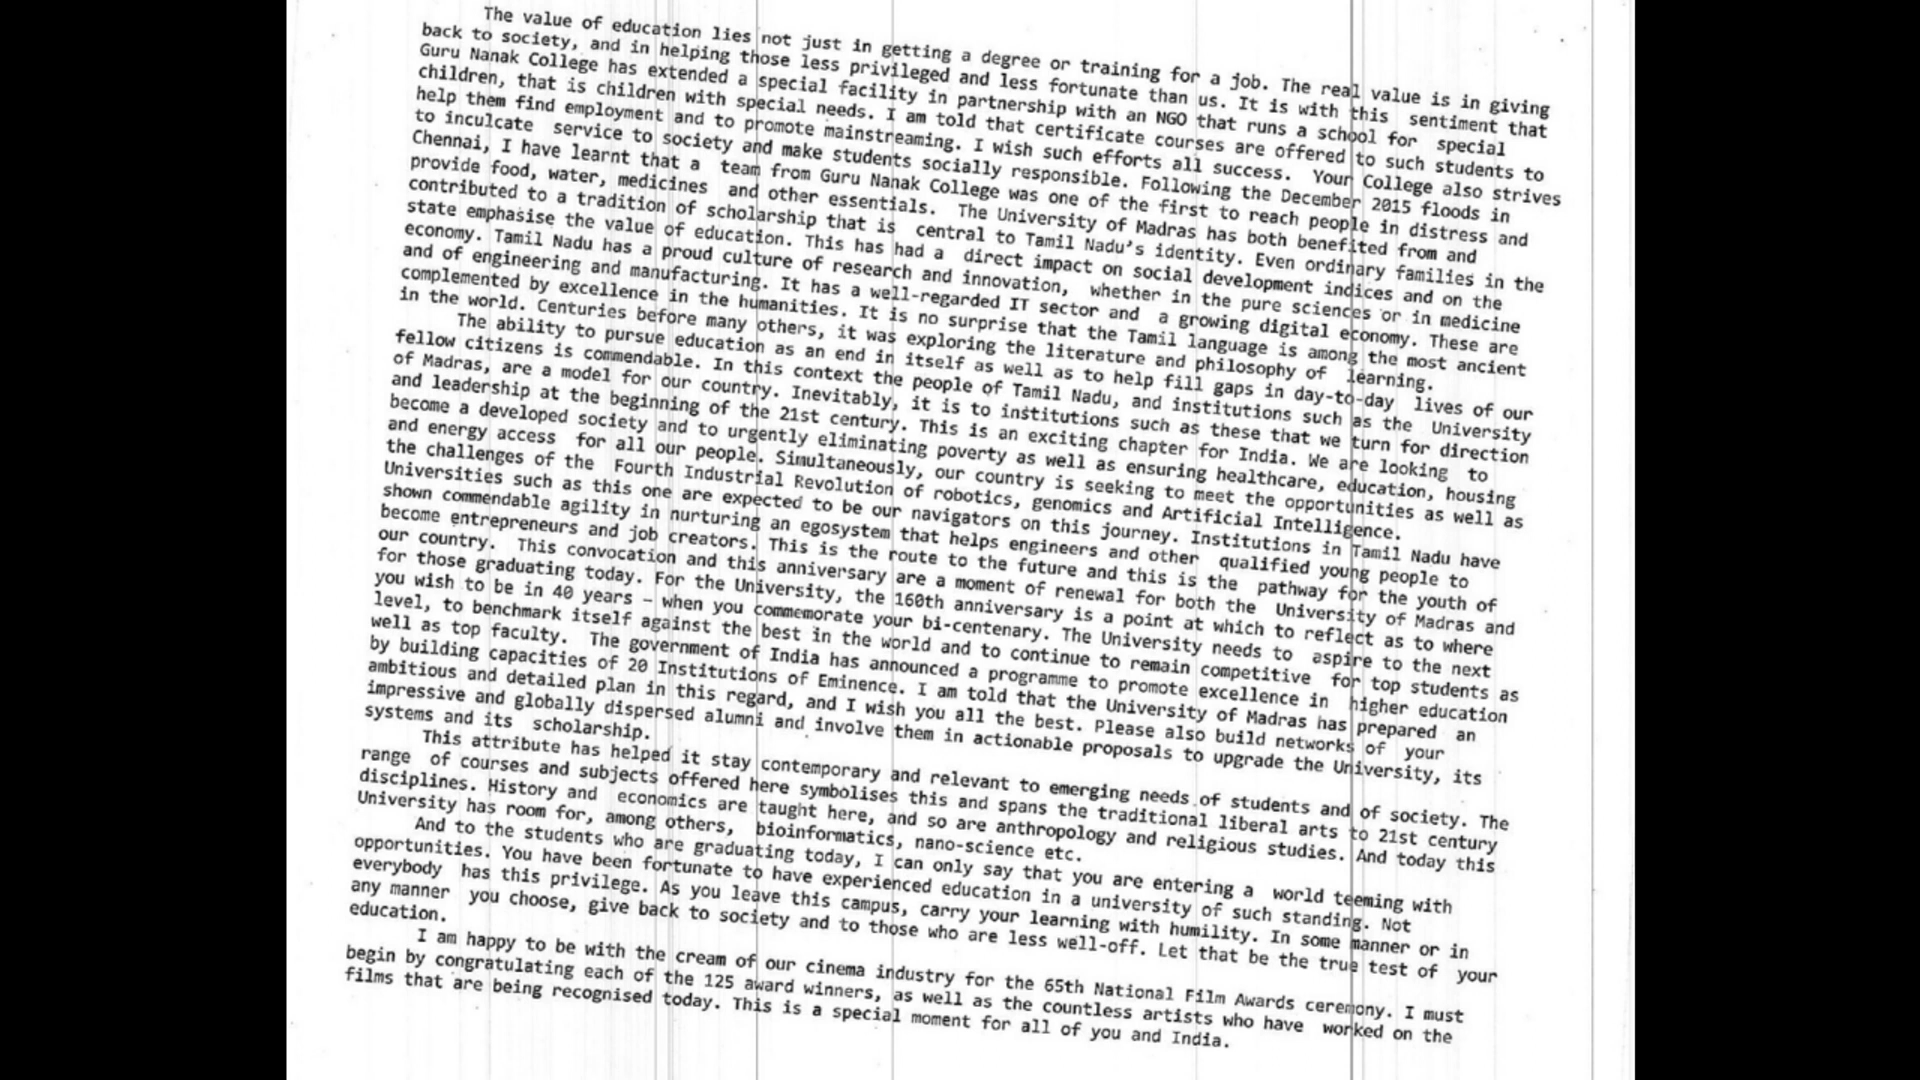 The value of education lies not just in getting a degree or training for a job. The real value is in giving
back to society, and in helping those less privileged and less fortunate than us. It is with this sentiment that
Guru Nanak College has extended a special facility in partnership with an NGO that runs a school for special
children, that is children with special needs. I am told that certificate courses are offered to such students to
help them find employment and to promote mainstreaming. I wish such efforts all success. Your College also strives
to inculcate service to society and make students socially responsible. Following the December 2015 floods in
Chennai, I have learnt that a team from Guru Nanak College was one of the first to reach people in distress and
provide food, water, medicines and other essentials. The University of Madras has both benefited from and
contributed to a tradition of scholarship that is central to Tamil Nadu's identity. Even ordinary families in the
state emphasise the value of education. This has had a direct impact on social development indices and on the
economy. Tamil Nadu has a proud culture of research and innovation, whether in the pure sciences or in medicine
and of engineering and manufacturing. It has a well-regarded IT sector and a growing digital economy. These are
complemented by excellence in the humanities. It is no surprise that the Tamil language is among the most ancient
in the world. Centuries before many others, it was exploring the literature and philosophy of learning.
The ability to pursue education as an end in itself as well as to help fill gaps in day-to-day lives of our
fellow citizens is commendable. In this context the people of Tamil Nadu, and institutions such as the University
of Madras, are a model for our country. Inevitably, it is to institutions such as these that we turn for direction
and leadership at the beginning of the 21st century. This is an exciting chapter for India. We are looking to
become a developed society and to urgently eliminating poverty as well as ensuring healthcare, education, housing
and energy access for all our people. Simultaneously, our country is seeking to meet the opportunities as well as
the challenges of the Fourth Industrial Revolution of robotics, genomics and Artificial Intelligence.
Universities such as this one are expected to be our navigators on this journey. Institutions in Tamil Nadu have
shown commendable agility in nurturing an egosystem that helps engineers and other qualified young people to
become entrepreneurs and job creators. This is the route to the future and this is the pathway for the youth of
our country. This convocation and this anniversary are a moment of renewal for both the University of Madras and
for those graduating today. For the University, the 160th anniversary is a point at which to reflect as to where
you wish to be in 40 years – when you commemorate your bi-centenary. The University needs to aspire to the next
level, to benchmark itself against the best in the world and to continue to remain competitive for top students as
well as top faculty. The government of India has announced a programme to promote excellence in higher education
by building capacities of 20 Institutions of Eminence. I am told that the University of Madras has prepared an
ambitious and detailed plan in this regard, and I wish you all the best. Please also build networks of your
impressive and globally dispersed alumni and involve them in actionable proposals to upgrade the University, its
systems and its scholarship.
This attribute has helped it stay contemporary and relevant to emerging needs of students and of society. The
range of courses and subjects offered here symbolises this and spans the traditional liberal arts to 21st century
disciplines. History and economics are taught here, and so are anthropology and religious studies. And today this
University has room for, among others, bioinformatics, nano-science etc.
And to the students who are graduating today, I can only say that you are entering a world teeming with
opportunities. You have been fortunate to have experienced education in a university of such standing. Not
everybody has this privilege. As you leave this campus, carry your learning with humility. In some manner or in
any manner you choose, give back to society and to those who are less well-off. Let that be the true test of your
education.
I am happy to be with the cream of our cinema industry for the 65th National Film Awards ceremony. I must
begin by congratulating each of the 125 award winners, as well as the countless artists who have worked on the
films that are being recognised today. This is a special moment for all of you and India.